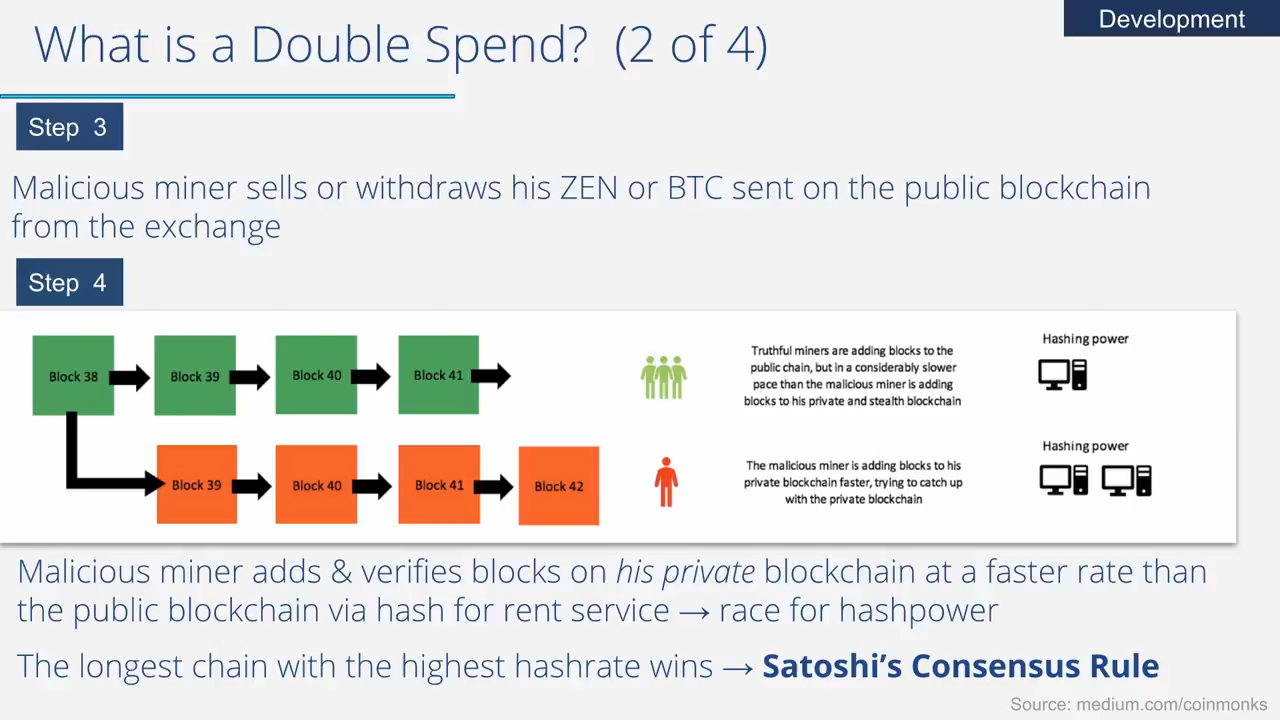 Development
What is a Double Spend? (2 of 4)
Step 3
Malicious miner sells or withdraws his ZEN or BTC sent on the public blockchain
from the exchange
Step 4
Block 38
Block 39
Block 40
Block 41
Truthful miners are adding blocks to the
public chain, but in a considerably slower
pace than the malicious miner is adding
blocks to his private and stealth blockchain
Hashing power
Block 39
Block 40
Block 41
Block 42
The malicious miner is adding blocks to his
private blockchain faster, trying to catch up
with the private blockchain
Hashing power
Malicious miner adds & verifies blocks on his private blockchain at a faster rate than
the public blockchain via hash for rent service → race for hashpower
The longest chain with the highest hashrate wins → Satoshi's Consensus Rule
Source: medium.com/coinmonks